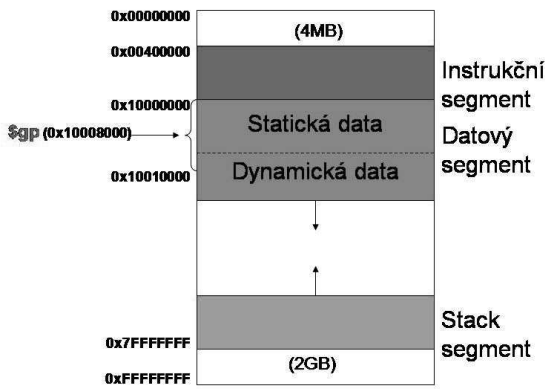 0x00000000
(4MB)
0x00400000
Instrukční
segment
0x10000000
Statická data
Datový
segment
$gp (0x10008000)
Dynamická data
0x10010000
Stack
segment
0x7FFFFFFF
(2GB)
0xFFFFFFFF